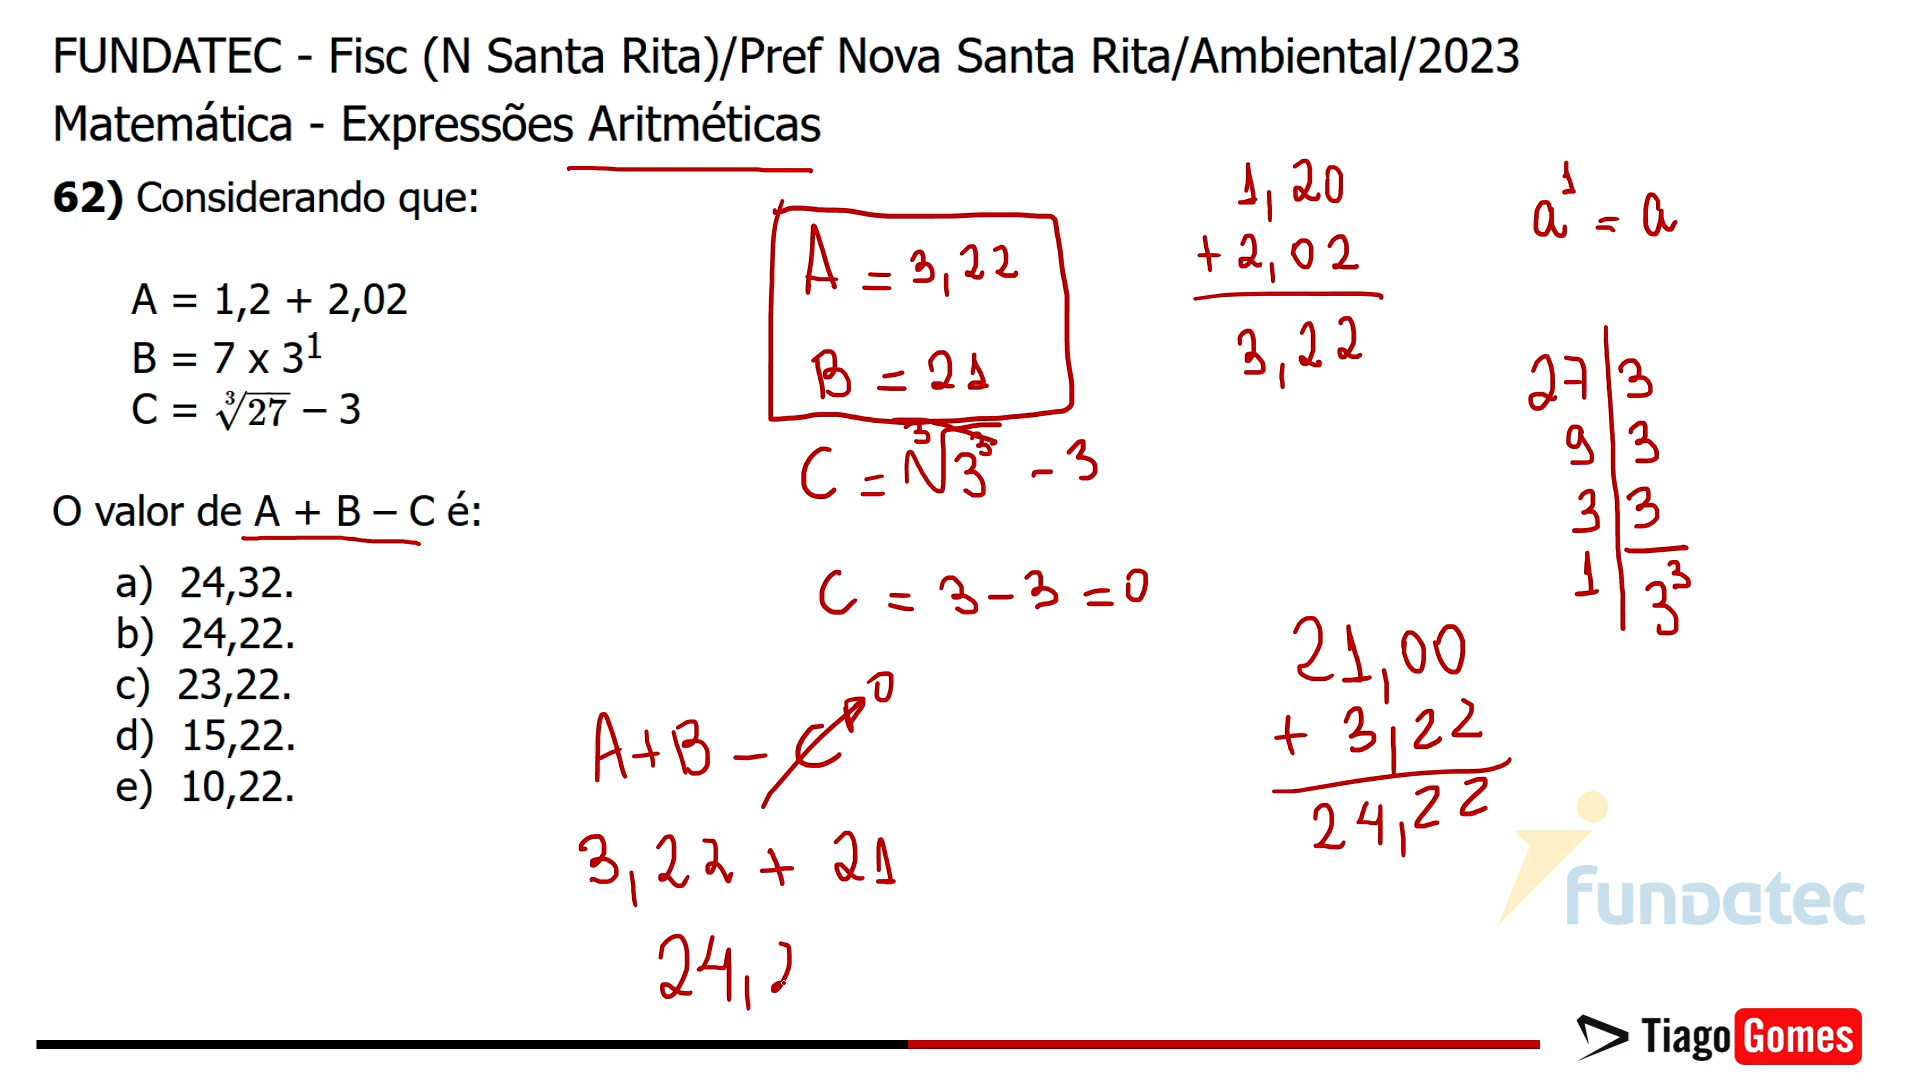 FUNDATEC - Fisc (N Santa Rita)/Pref Nova Santa Rita/Ambiental/2023
Matemática - Expressões Aritméticas
62) Considerando que:
A = 1,2 + 2,02
B = 7 x 3¹
C = ∛27 – 3
O valor de A + B – C é:
a) 24,32.
b) 24,22.
c) 23,22.
d) 15,22.
e) 10,22.
A = 3,22
B = 21
C = ∛3³ - 3
C = 3 - 3 = 0
A+B - C 0
3,22 + 21
24,2
1,20
+ 2,02
3,22
a¹ = a
27 3
9 3
3 3
1 3³
21,00
+ 3,22
24,22
fundatec
Tiago Gomes